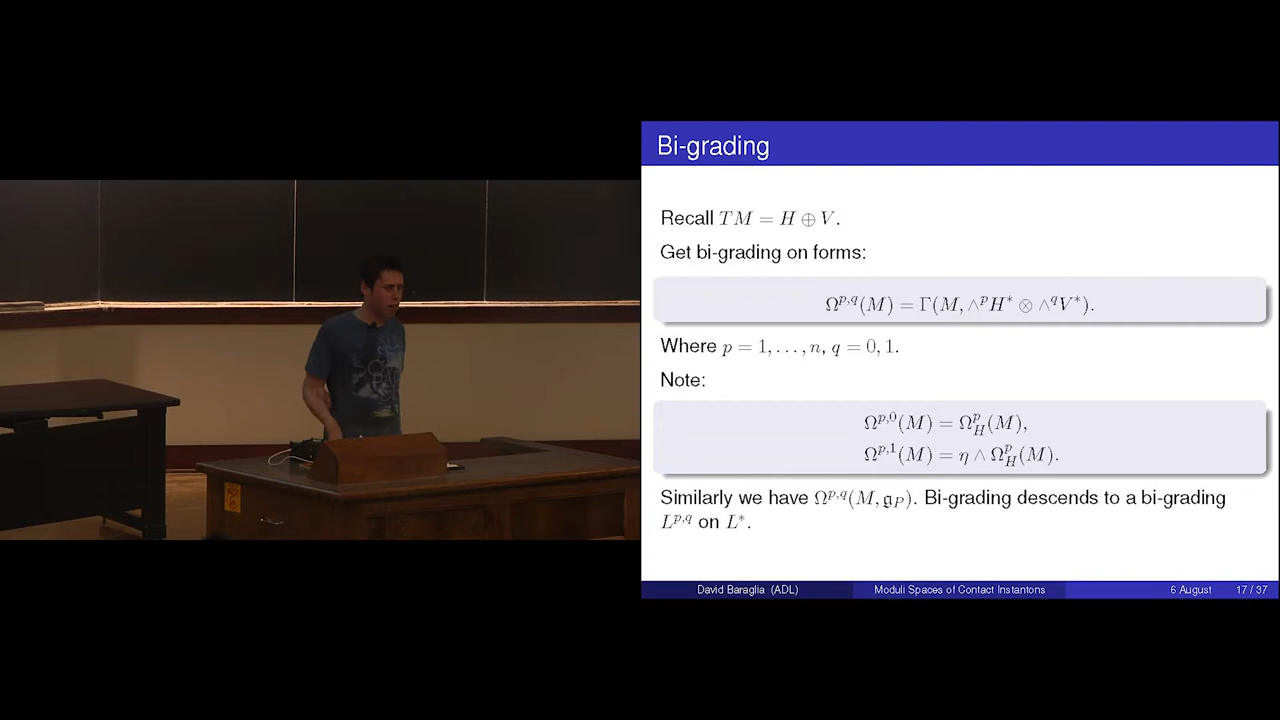 Bi-grading
Recall TM = H ⊕ V.
Get bi-grading on forms:
Ω^{p,q}(M) = Γ(M, ∧^p H* ⊗ ∧^q V*).
Where p = 1, . . . , n, q = 0, 1.
Note:
Ω^{p,0}(M) = Ω^p_H(M),
Ω^{p,1}(M) = η ∧ Ω^p_H(M).
Similarly we have Ω^{p,q}(M, 𝔤_P). Bi-grading descends to a bi-grading
L^{p,q} on L*.
David Baraglia (ADL) Moduli Spaces of Contact Instantons 6 August 17 / 37